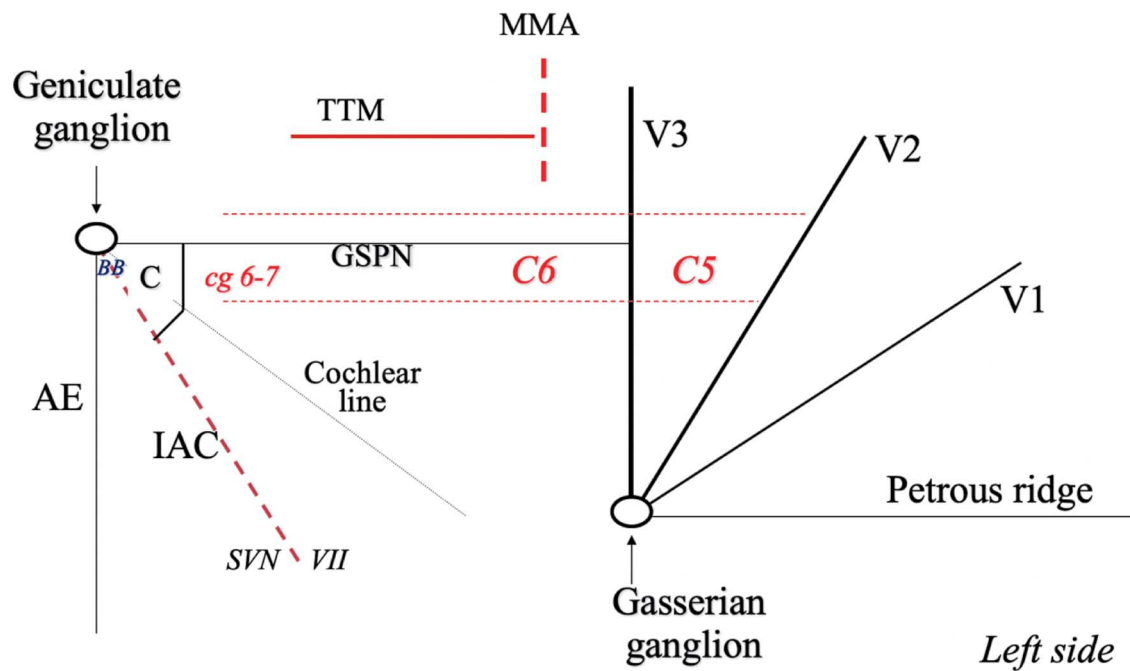 MMA
Geniculate
ganglion
TTM
V3
V2
GSPN
BB
C
cg 6-7
C6
C5
V1
Cochlear
line
AE
IAC
Petrous ridge
SVN VII
Gasserian
ganglion
Left side